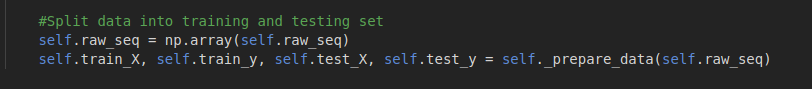 #Split data into training and testing set
self.raw_seq = np.array(self.raw_seq)
self.train_X, self.train_y, self.test_X, self.test_y = self._prepare_data(self.raw_seq)